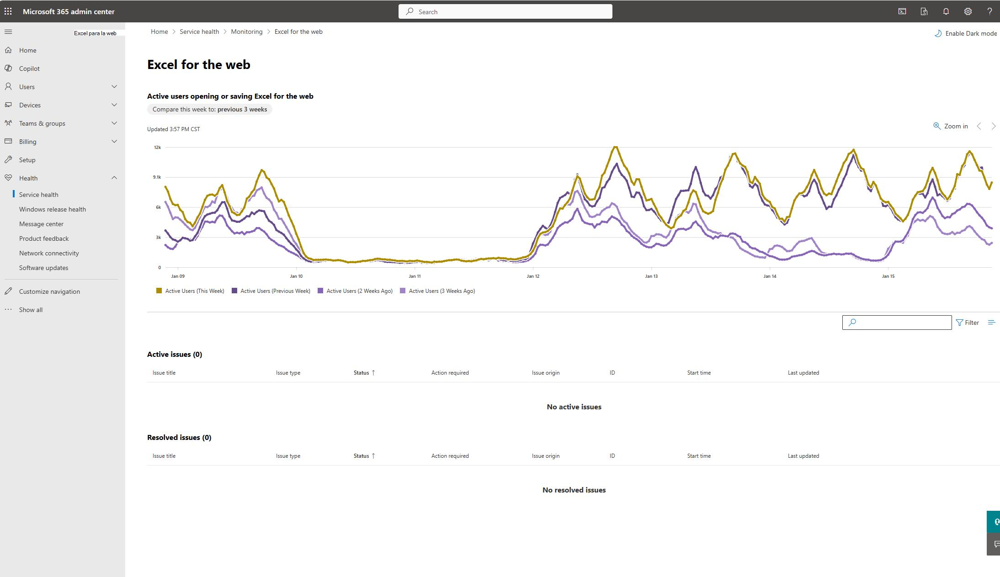 Microsoft 365 admin center
Search
Excel para la web
Home
Copilot
Users
Devices
Teams & groups
Billing
Setup
Health
Service health
Windows release health
Message center
Product feedback
Network connectivity
Software updates
Customize navigation
Show all
Home > Service health > Monitoring > Excel for the web
Enable Dark mode
Excel for the web
Active users opening or saving Excel for the web
Compare this week to: previous 3 weeks
Updated 3:57 PM CST
Zoom in
12k
9.1k
6k
3k
0
Jan 09 Jan 10 Jan 11 Jan 12 Jan 13 Jan 14 Jan 15
Active Users (This Week) Active Users (Previous Week) Active Users (2 Weeks Ago) Active Users (3 Weeks Ago)
Filter
Active issues (0)
Issue title Issue type Status ↑ Action required Issue origin ID Start time Last updated
No active issues
Resolved issues (0)
Issue title Issue type Status ↑ Action required Issue origin ID Start time Last updated
No resolved issues